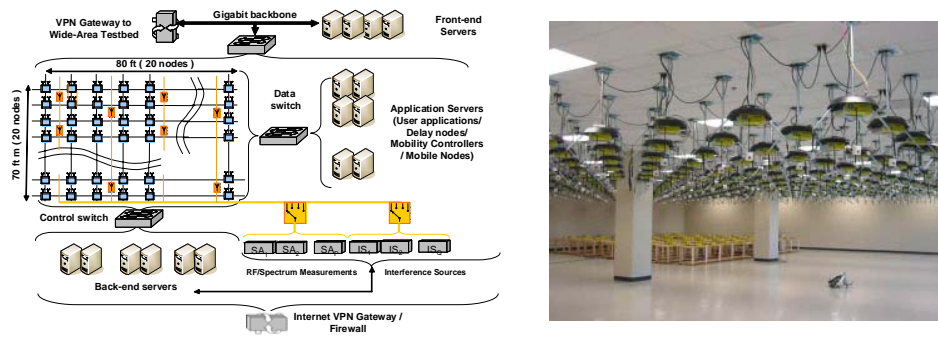 VPN Gateway to
Wide-Area Testbed
Gigabit backbone
Front-end
Servers
80 ft ( 20 nodes )
70 ft m ( 20 nodes )
Data
switch
Application Servers
(User applications/
Delay nodes/
Mobility Controllers
/ Mobile Nodes)
Control switch
SA1
SA2
SAP
IS1
IS2
ISQ
RF/Spectrum Measurements
Interference Sources
Back-end servers
Internet VPN Gateway /
Firewall